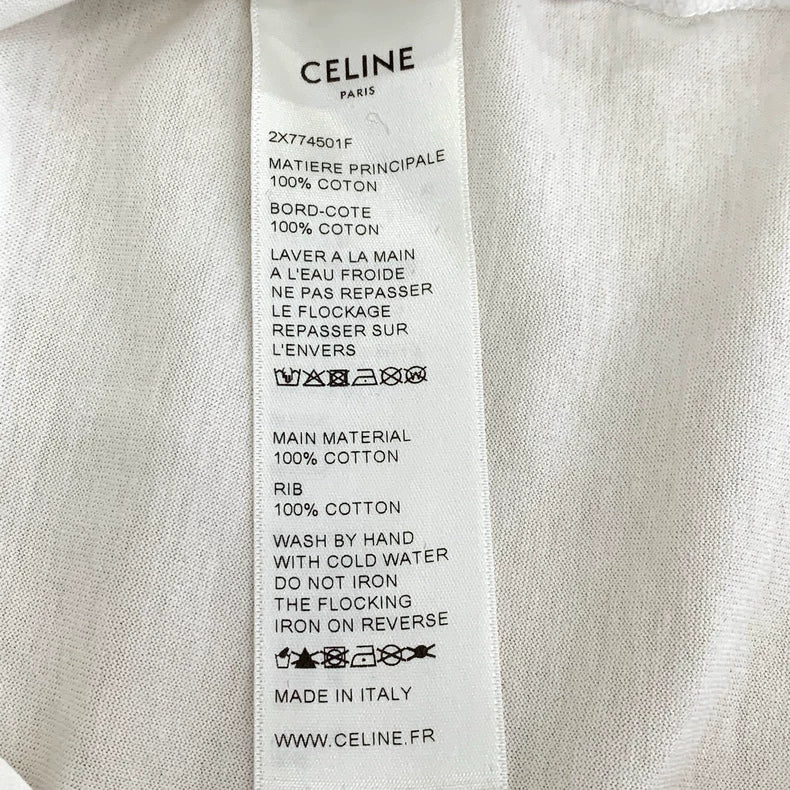 CELINE
PARIS
2X774501F
MATIERE PRINCIPALE
100% COTON
BORD-COTE
100% COTON
LAVER A LA MAIN
A L'EAU FROIDE
NE PAS REPASSER
LE FLOCKAGE
REPASSER SUR
L'ENVERS
MAIN MATERIAL
100% COTTON
RIB
100% COTTON
WASH BY HAND
WITH COLD WATER
DO NOT IRON
THE FLOCKING
IRON ON REVERSE
MADE IN ITALY
WWW.CELINE.FR